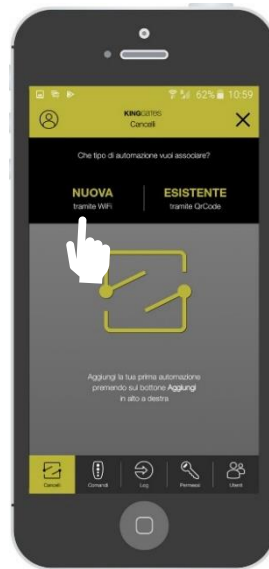 62% 10:59
KINGGATES
Cancelli
Che tipo di automazione vuoi associare?
NUOVA ESISTENTE
tramite WiFi tramite QrCode
Aggiungi la tua prima automazione
premendo sul bottone Aggiungi
in alto a destra
Cancelli Comandi Log Permessi Utenti